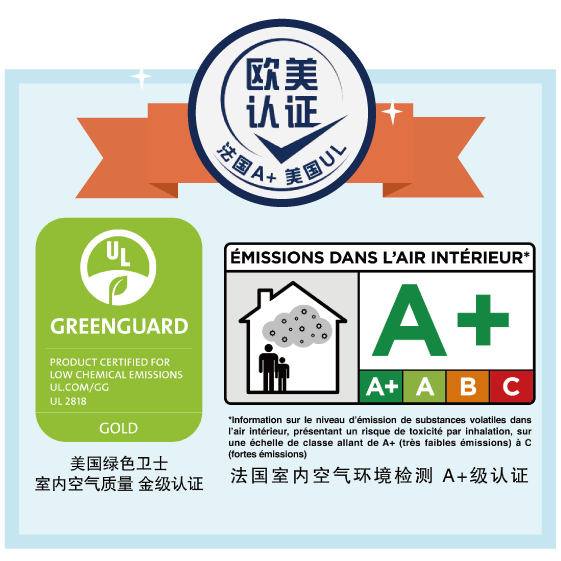 欧美
认证
法国A+ 美国UL
UL
GREENGUARD
PRODUCT CERTIFIED FOR
LOW CHEMICAL EMISSIONS
UL.COM/GG
UL 2818
GOLD
美国绿色卫士
室内空气质量 金级认证
ÉMISSIONS DANS L'AIR INTÉRIEUR*
A+
A+ A B C
*Information sur le niveau d'émission de substances volatiles dans
l'air intérieur, présentant un risque de toxicité par inhalation, sur
une échelle de classe allant de A+ (très faibles émissions) à C
(fortes émissions)
法国室内空气环境检测 A+级认证